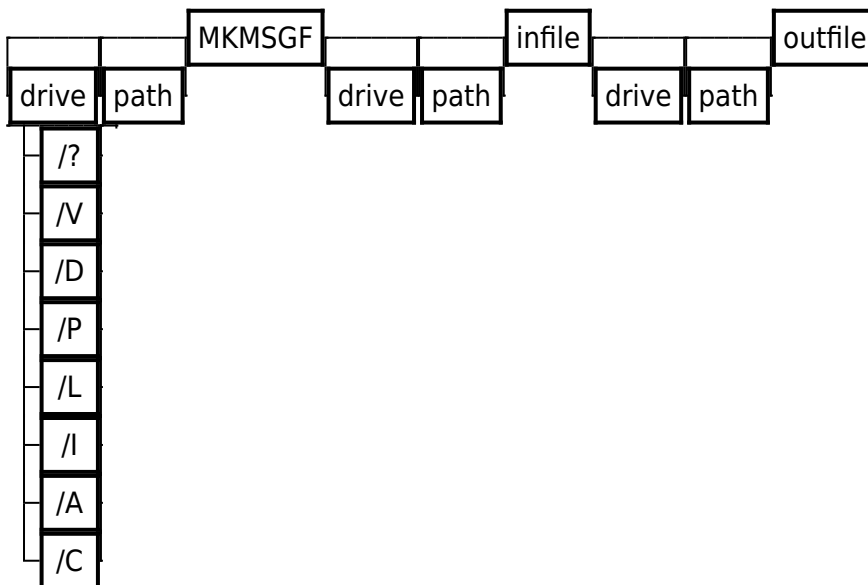 MKMSGF infile outfile
drive path drive path drive path
/?
/V
/D
/P
/L
/I
/A
/C